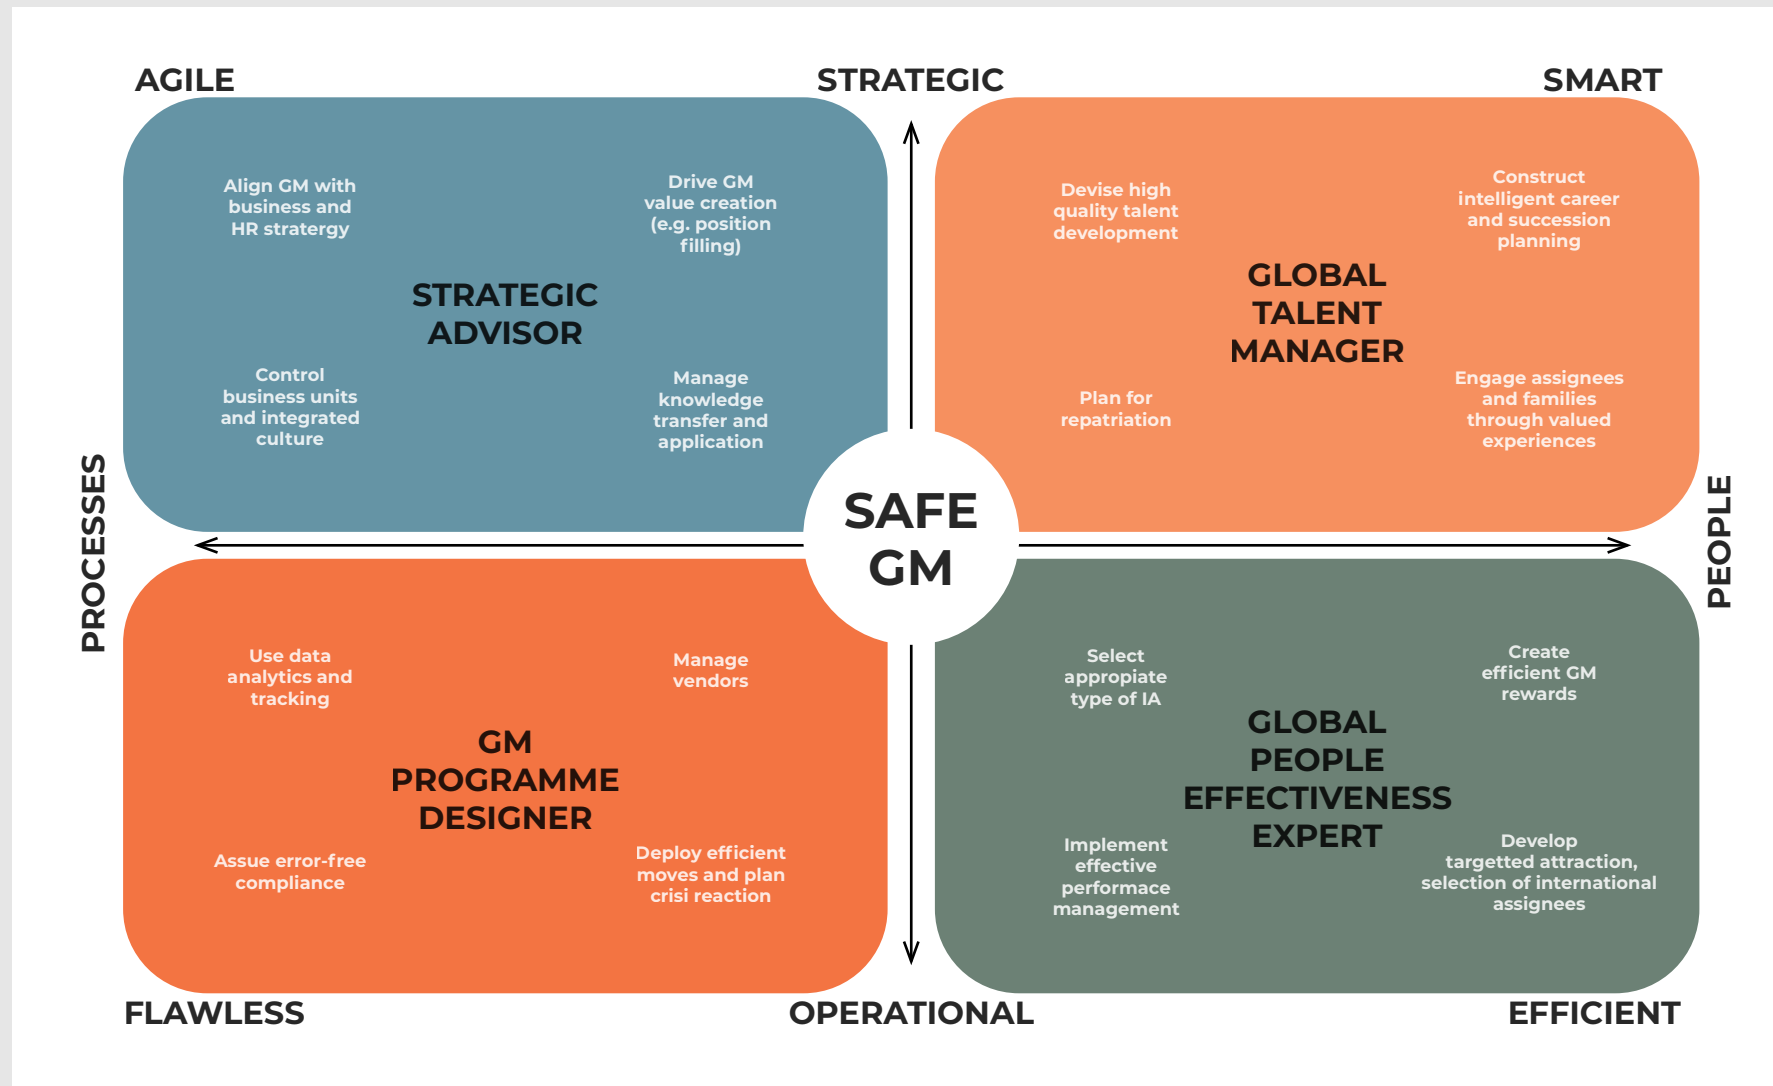 AGILE
STRATEGIC
SMART
Align GM with
business and
HR stratergy
Drive GM
value creation
(e.g. position
filling)
STRATEGIC
ADVISOR
Control
business units
and integrated
culture
Manage
knowledge
transfer and
application
Devise high
quality talent
development
Construct
intelligent career
and succession
planning
GLOBAL
TALENT
MANAGER
Plan for
repatriation
Engage assignees
and families
through valued
experiences
PROCESSES
SAFE
GM
PEOPLE
Use data
analytics and
tracking
Manage
vendors
GM
PROGRAMME
DESIGNER
Assue error-free
compliance
Deploy efficient
moves and plan
crisi reaction
Select
appropiate
type of IA
Create
efficient GM
rewards
GLOBAL
PEOPLE
EFFECTIVENESS
EXPERT
Implement
effective
performace
management
Develop
targetted attraction,
selection of international
assignees
FLAWLESS
OPERATIONAL
EFFICIENT